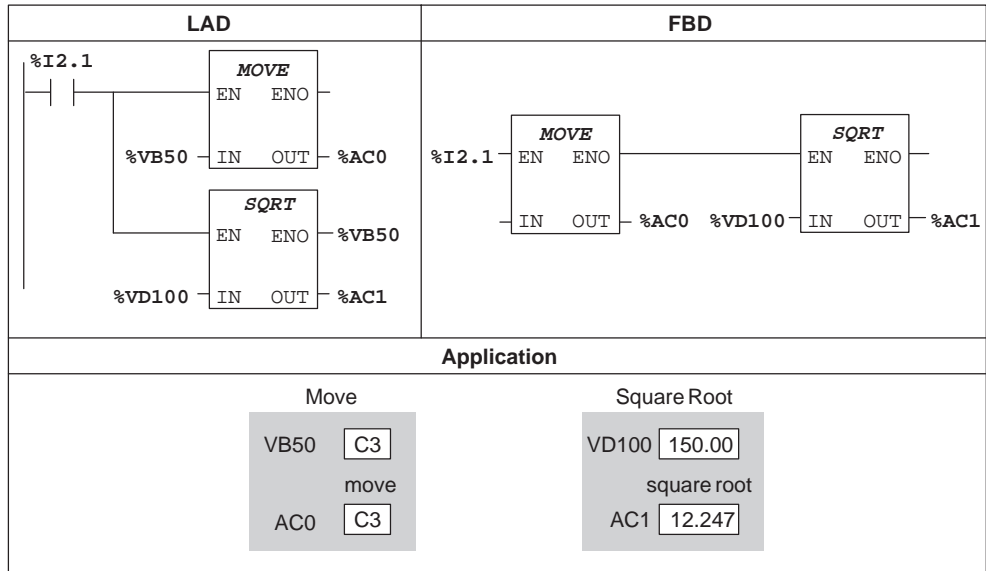 LAD
FBD
%I2.1
MOVE
EN ENO
%VB50 IN OUT %AC0
SQRT
EN ENO %VB50
%VD100 IN OUT %AC1
MOVE
%I2.1 EN ENO
IN OUT %AC0
SQRT
EN ENO
%VD100 IN OUT %AC1
Application
Move
VB50 C3
move
AC0 C3
Square Root
VD100 150.00
square root
AC1 12.247